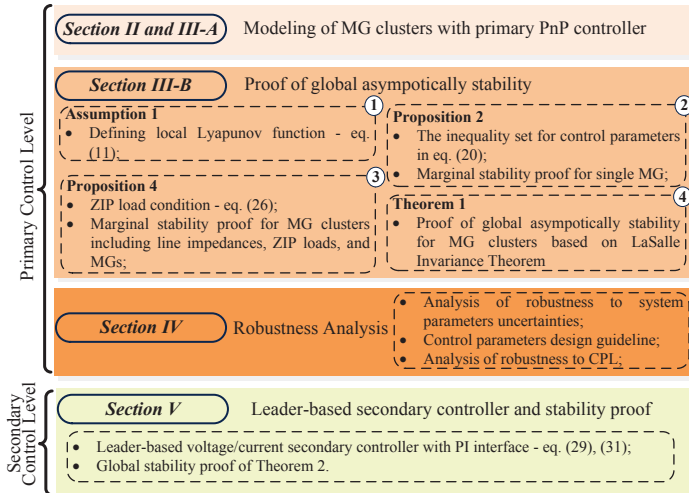 Primary Control Level
Section II and III-A Modeling of MG clusters with primary PnP controller
Section III-B Proof of global asympotically stability
1
Assumption 1
• Defining local Lyapunov function - eq.
(11);
2
Proposition 2
• The inequality set for control parameters
in eq. (20);
• Marginal stability proof for single MG;
3
Proposition 4
• ZIP load condition - eq. (26);
• Marginal stability proof for MG clusters
including line impedances, ZIP loads, and
MGs;
4
Theorem 1
• Proof of global asympotically stability
for MG clusters based on LaSalle
Invariance Theorem
Section IV Robustness Analysis
• Analysis of robustness to system
parameters uncertainties;
• Control parameters design guideline;
• Analysis of robustness to CPL;
Secondary
Control Level
Section V Leader-based secondary controller and stability proof
• Leader-based voltage/current secondary controller with PI interface - eq. (29), (31);
• Global stability proof of Theorem 2.